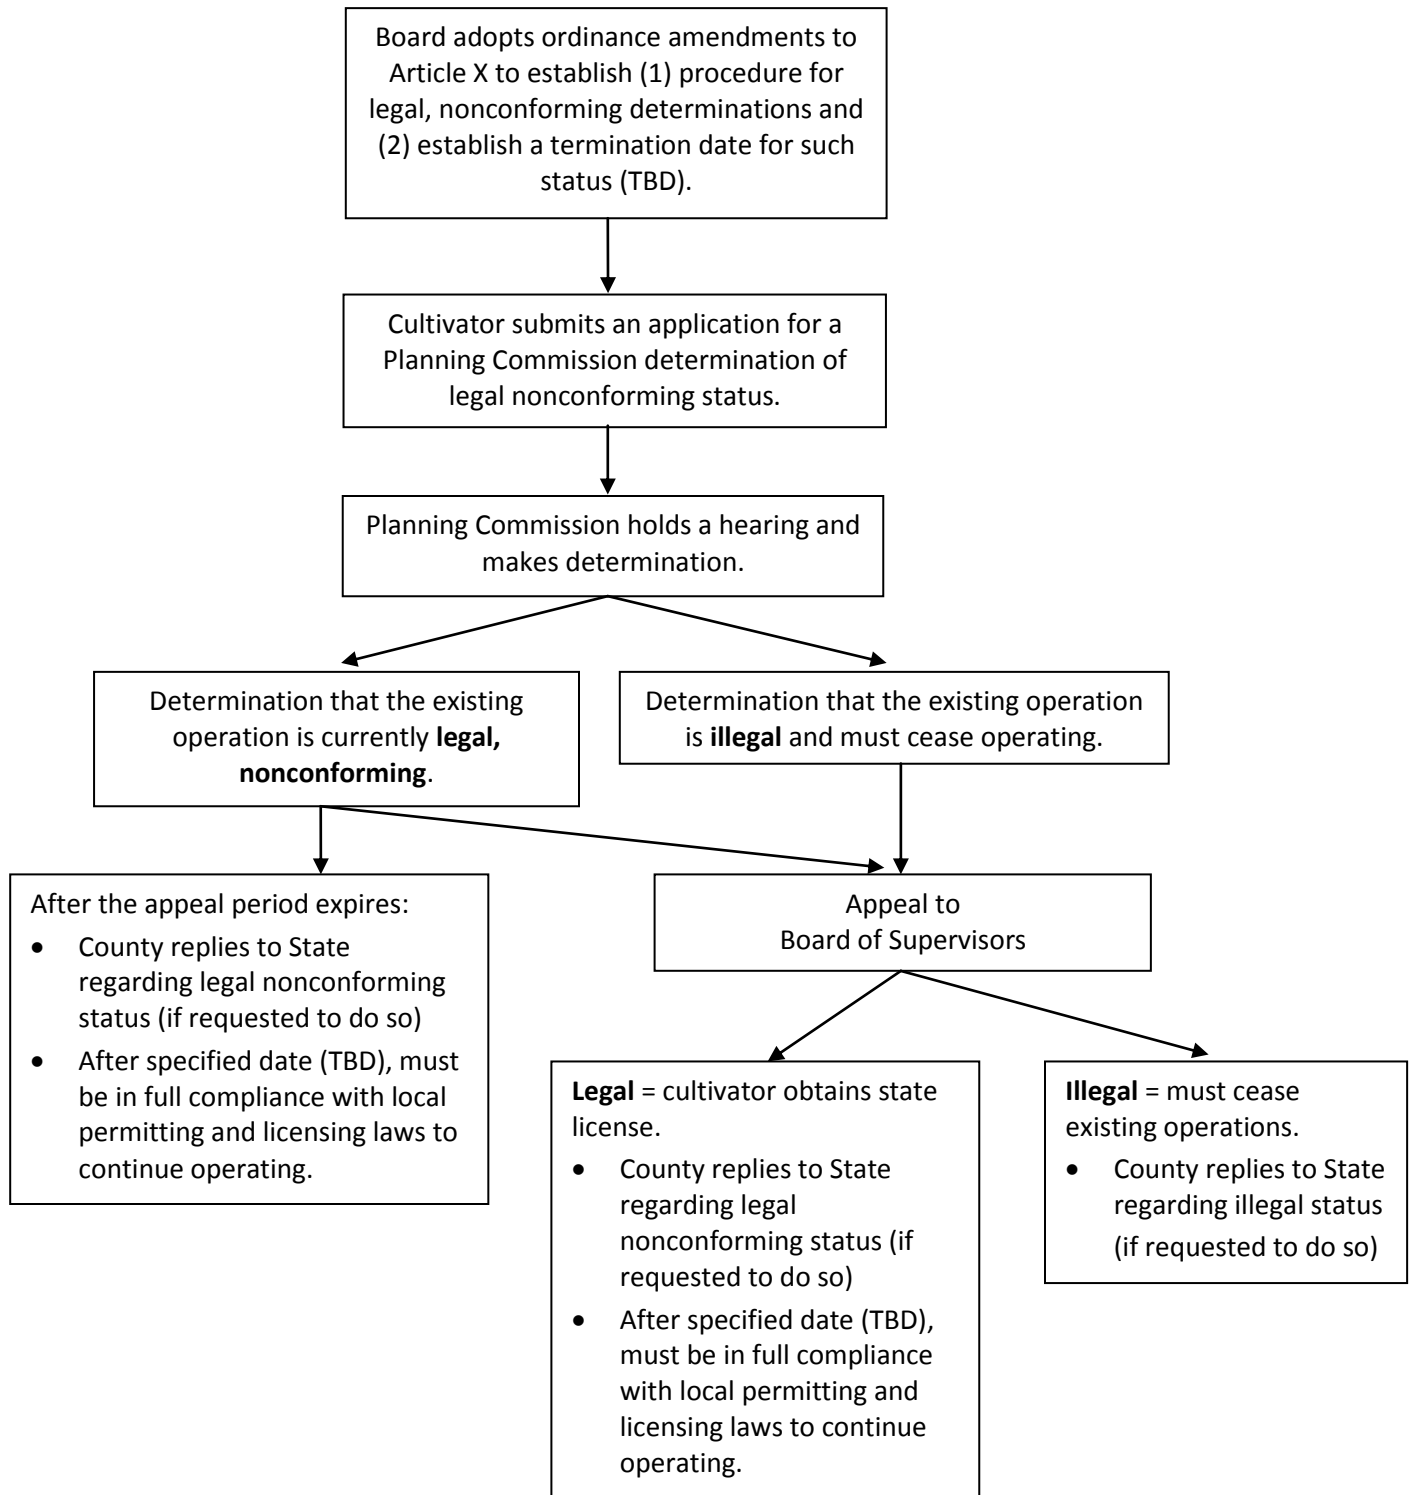 Board adopts ordinance amendments to
Article X to establish (1) procedure for
legal, nonconforming determinations and
(2) establish a termination date for such
status (TBD).
Cultivator submits an application for a
Planning Commission determination of
legal nonconforming status.
Planning Commission holds a hearing and
makes determination.
Determination that the existing
operation is currently legal,
nonconforming.
Determination that the existing operation
is illegal and must cease operating.
After the appeal period expires:
• County replies to State
regarding legal nonconforming
status (if requested to do so)
• After specified date (TBD), must
be in full compliance with local
permitting and licensing laws to
continue operating.
Appeal to
Board of Supervisors
Legal = cultivator obtains state
license.
• County replies to State
regarding legal
nonconforming status (if
requested to do so)
• After specified date (TBD),
must be in full compliance
with local permitting and
licensing laws to continue
operating.
Illegal = must cease
existing operations.
• County replies to State
regarding illegal status
(if requested to do so)